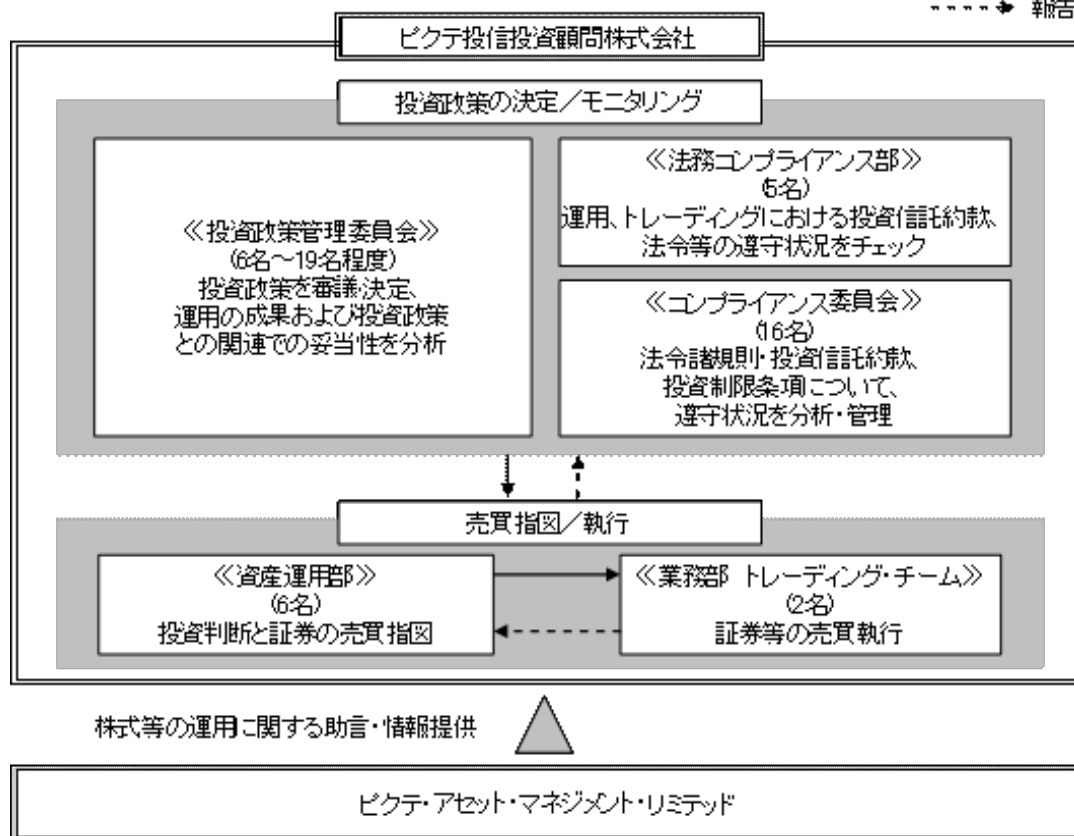 報告
ピクテ投信投資顧問株式会社
投資政策の決定／モニタリング
≪投資政策管理委員会≫
(6名～19名程度)
投資政策を審議・決定、
運用の成果および投資政策
との関連での妥当性を分析
≪法務コンプライアンス部≫
(5名)
運用、トレーディングにおける投資信託約款、
法令等の遵守状況をチェック
≪コンプライアンス委員会≫
(16名)
法令諸規則・投資信託約款、
投資制限条項について、
遵守状況を分析・管理
売買指図／執行
≪資産運用部≫
(6名)
投資判断と証券の売買指図
≪業務部 トレーディング・チーム≫
(2名)
証券等の売買執行
株式等の運用に関する助言・情報提供
ピクテ・アセット・マネジメント・リミテッド